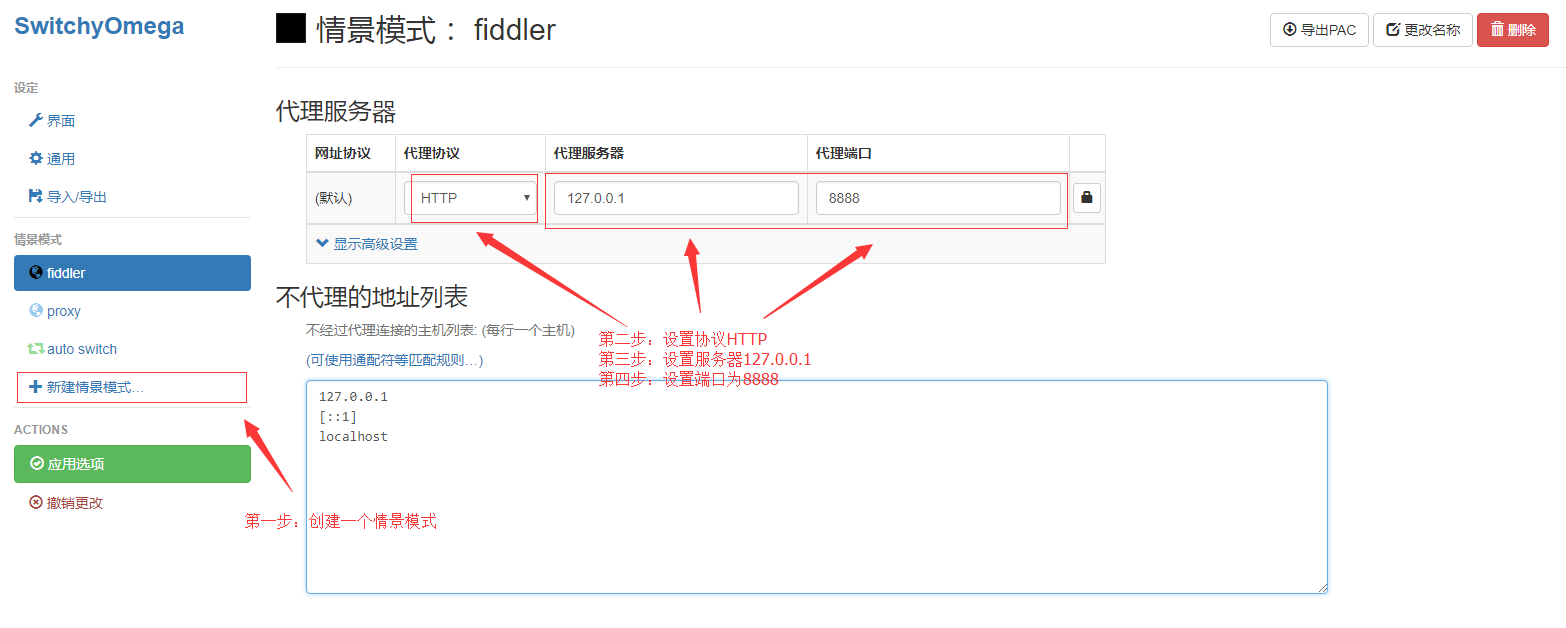 SwitchyOmega
设定
界面
通用
导入/导出
情景模式
fiddler
proxy
auto switch
新建情景模式...
ACTIONS
应用选项
撤销更改
情景模式： fiddler
导出PAC
更改名称
删除
代理服务器
网址协议 代理协议 代理服务器 代理端口
(默认) HTTP 127.0.0.1 8888
显示高级设置
不代理的地址列表
不经过代理连接的主机列表: (每行一个主机)
(可使用通配符等匹配规则...)
127.0.0.1
[::1]
localhost
第一步：创建一个情景模式
第二步：设置协议HTTP
第三步：设置服务器127.0.0.1
第四步：设置端口为8888